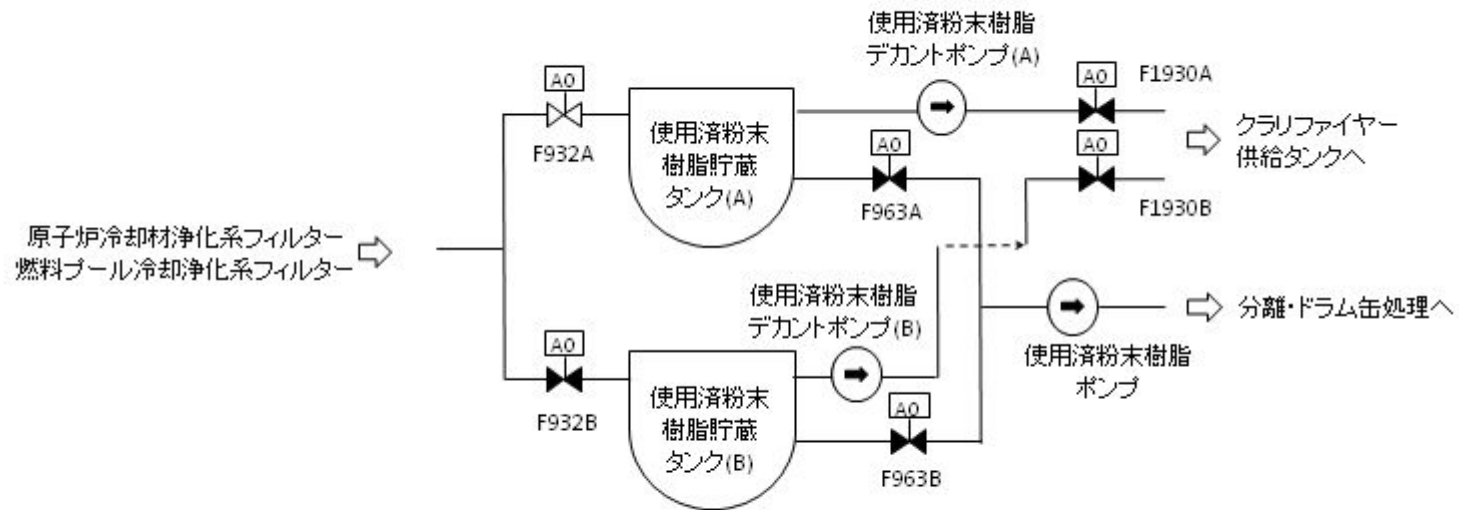 使用済粉末樹脂
デカントポンプ(A)
AO
F932A
AO
F1930A
使用済粉末
樹脂貯蔵
タンク(A)
AO
F963A
AO
F1930B
クラリファイヤー
供給タンクへ
原子炉冷却材浄化系フィルター
燃料プール冷却浄化系フィルター
使用済粉末樹脂
デカントポンプ(B)
分離・ドラム缶処理へ
使用済粉末樹脂
ポンプ
AO
F932B
使用済粉末
樹脂貯蔵
タンク(B)
AO
F963B